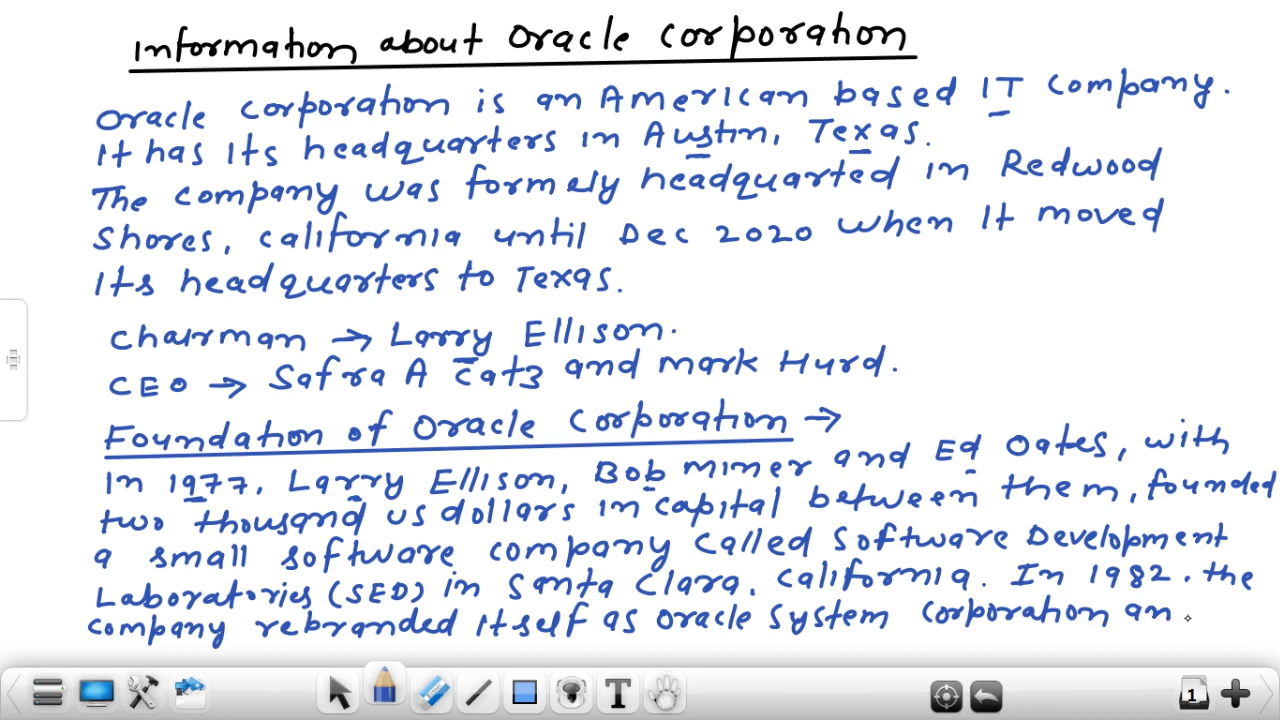 Information about Oracle Corporation
Oracle Corporation is an American based IT Company.
It has Its headquarters in Austin, Texas.
The company was formely headquarted in Redwood
Shores, California until Dec 2020 when It moved
Its headquarters to Texas.
Chairman → Larry Ellison.
CEO → Safra A Catz and Mark Hurd.
Foundation of Oracle Corporation →
In 1977, Larry Ellison, Bob Miner and Ed Oates, with
two thousand US dollars in capital between them, founded
a small software company called Software Development
Laboratories (SED) in Santa Clara, California. In 1982, the
company rebranded Itself as Oracle System Corporation an
T
1